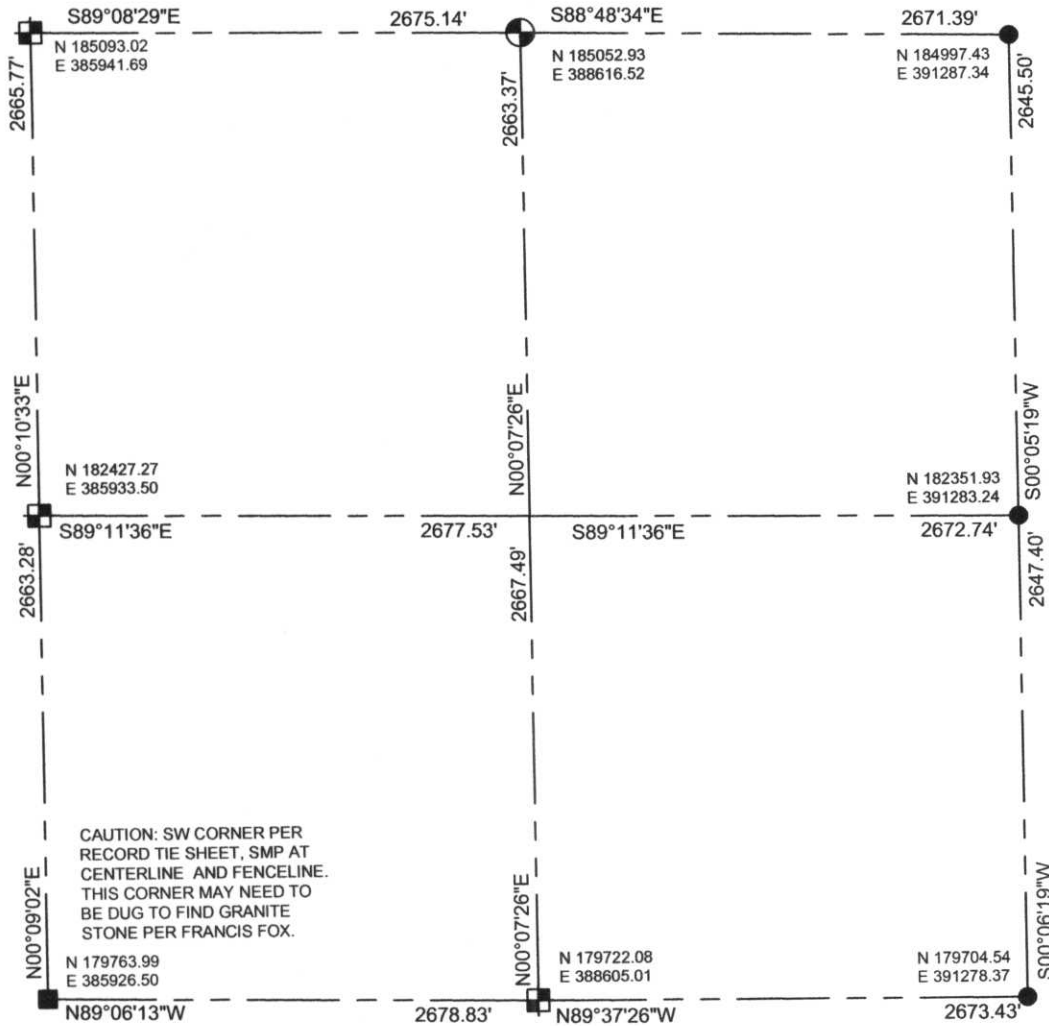 S89°08'29"E
2675.14'
S88°48'34"E
2671.39'
N 185093.02
E 385941.69
N 185052.93
E 388616.52
N 184997.43
E 391287.34
2665.77'
2663.37'
2645.50'
N00°10'33"E
N00°07'26"E
S00°05'19"W
N 182427.27
E 385933.50
N 182351.93
E 391283.24
S89°11'36"E
2677.53'
S89°11'36"E
2672.74'
2663.28'
2667.49'
2647.40'
CAUTION: SW CORNER PER
RECORD TIE SHEET, SMP AT
CENTERLINE AND FENCELINE.
THIS CORNER MAY NEED TO
BE DUG TO FIND GRANITE
STONE PER FRANCIS FOX.
N00°09'02"E
N00°07'26"E
S00°06'19"W
N 179763.99
E 385926.50
N 179722.08
E 388605.01
N 179704.54
E 391278.37
N89°06'13"W
2678.83'
N89°37'26"W
2673.43'